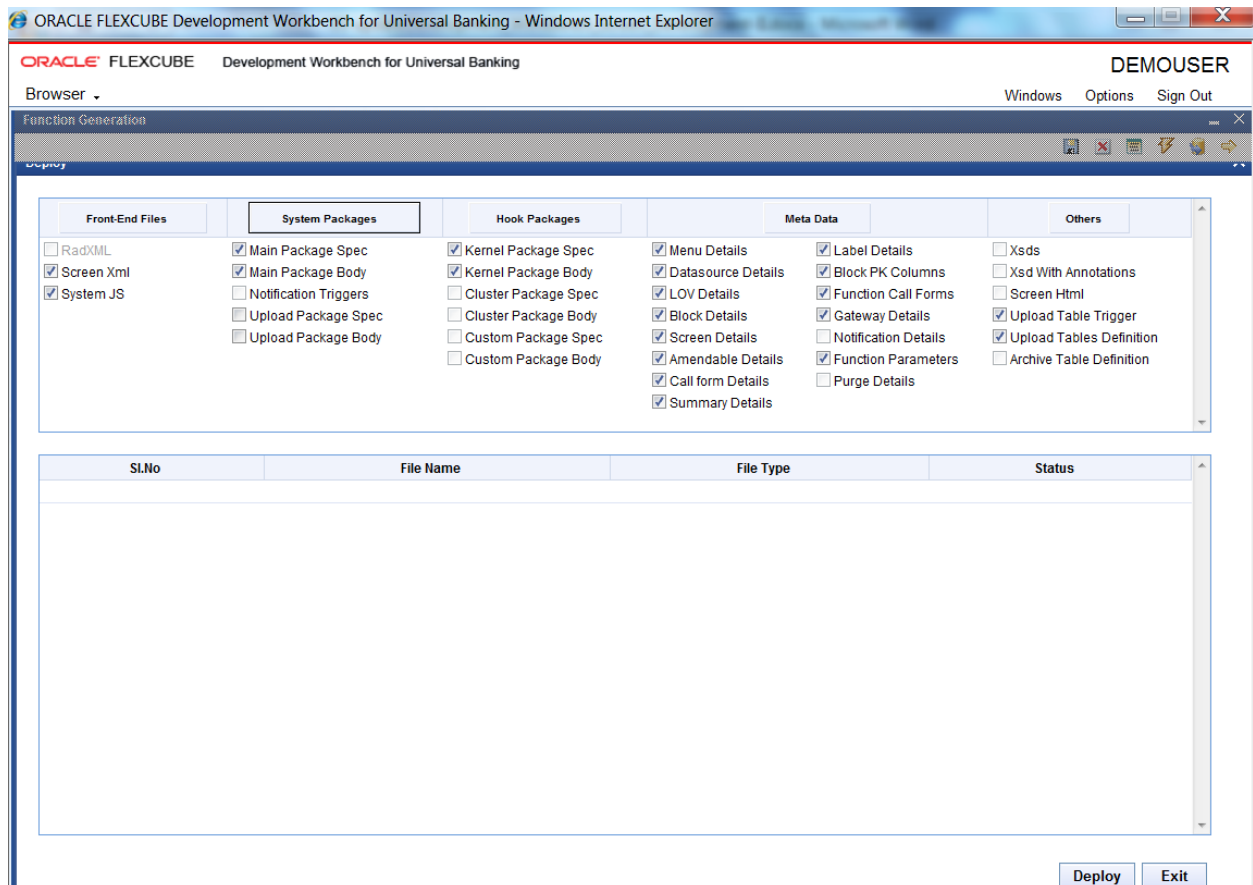 ORACLE FLEXCUBE Development Workbench for Universal Banking - Windows Internet Explorer
ORACLE FLEXCUBE Development Workbench for Universal Banking
DEMOUSER
Browser
Windows Options Sign Out
Function Generation
Deploy
Front-End Files System Packages Hook Packages Meta Data Others
RadXML Main Package Spec Kernel Package Spec Menu Details Label Details Xsds
Screen Xml Main Package Body Kernel Package Body Datasource Details Block PK Columns Xsd With Annotations
System JS Notification Triggers Cluster Package Spec LOV Details Function Call Forms Screen Html
Upload Package Spec Cluster Package Body Block Details Gateway Details Upload Table Trigger
Upload Package Body Custom Package Spec Screen Details Notification Details Upload Tables Definition
Custom Package Body Amendable Details Function Parameters Archive Table Definition
Call form Details Purge Details
Summary Details
Sl.No File Name File Type Status
Deploy Exit